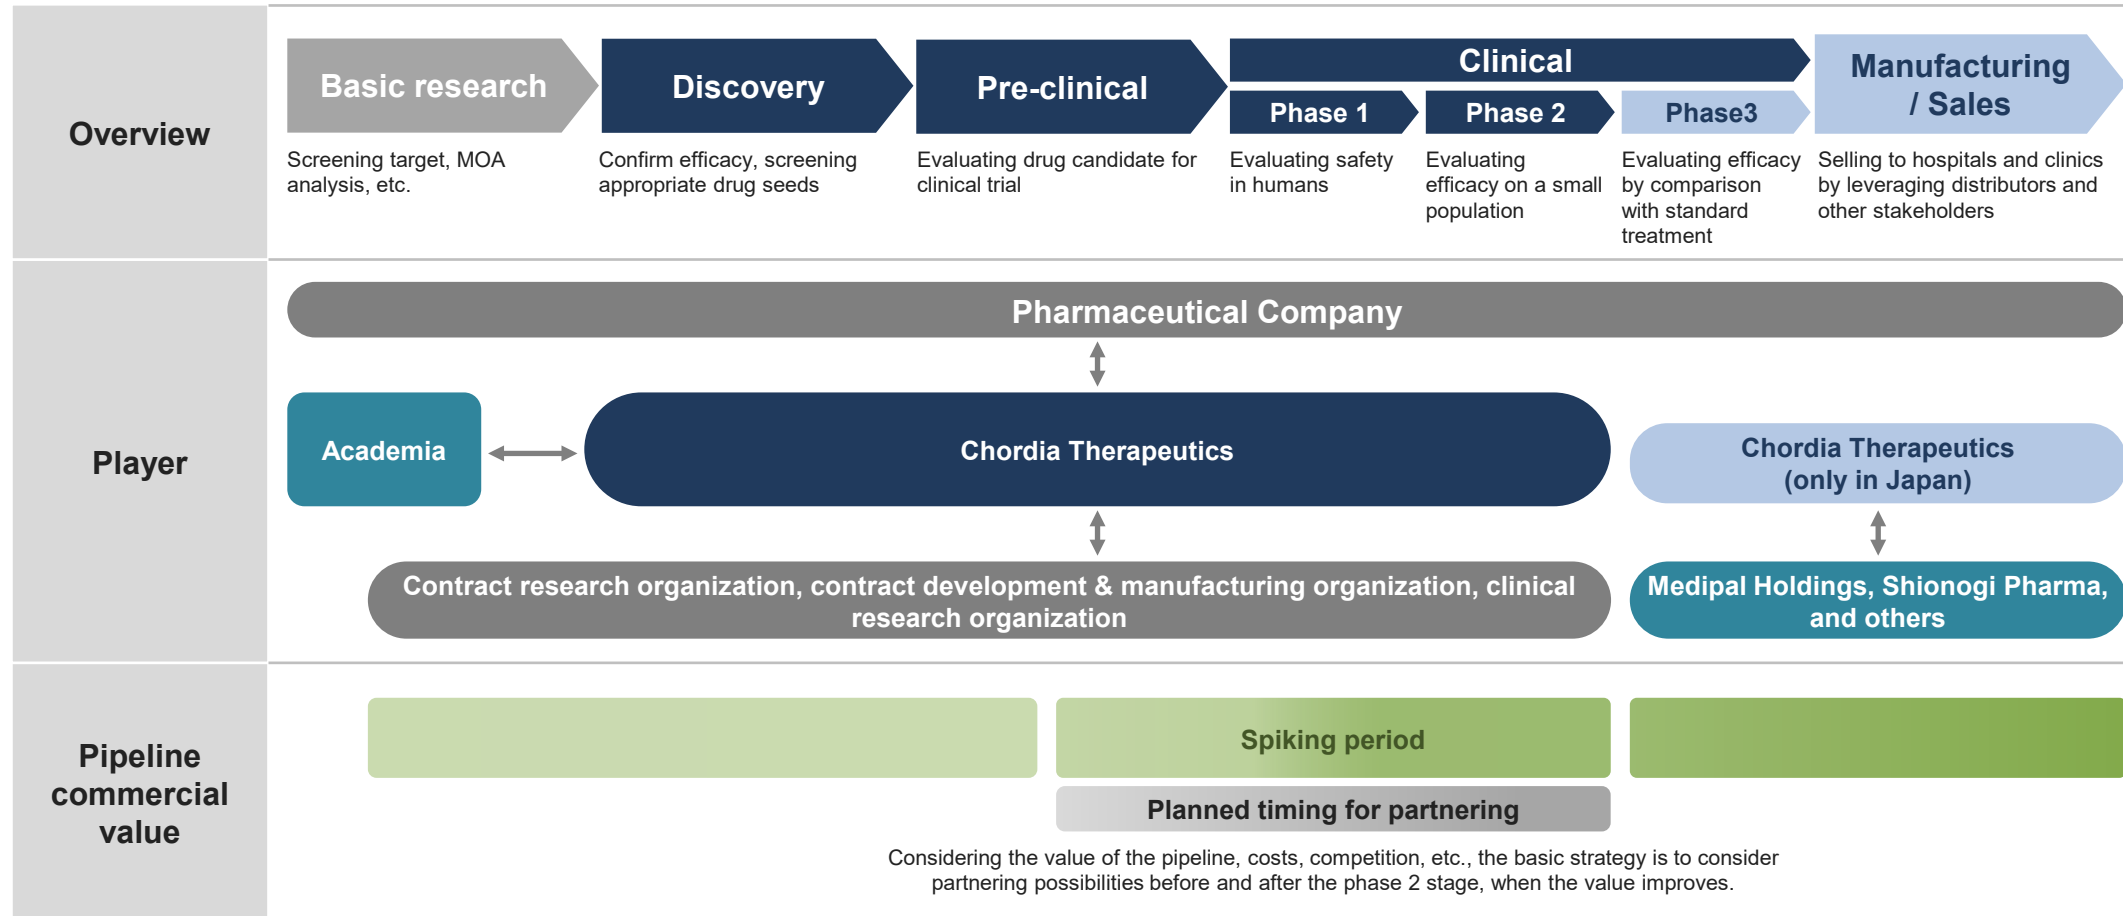 Overview
Basic research
Discovery
Pre-clinical
Clinical
Phase 1
Phase 2
Phase3
Manufacturing
/ Sales
Screening target, MOA
analysis, etc.
Confirm efficacy, screening
appropriate drug seeds
Evaluating drug candidate for
clinical trial
Evaluating safety
in humans
Evaluating
efficacy on a small
population
Evaluating efficacy
by comparison
with standard
treatment
Selling to hospitals and clinics
by leveraging distributors and
other stakeholders
Player
Pharmaceutical Company
Academia
Chordia Therapeutics
Chordia Therapeutics
(only in Japan)
Contract research organization, contract development & manufacturing organization, clinical
research organization
Medipal Holdings, Shionogi Pharma,
and others
Pipeline
commercial
value
Spiking period
Planned timing for partnering
Considering the value of the pipeline, costs, competition, etc., the basic strategy is to consider
partnering possibilities before and after the phase 2 stage, when the value improves.